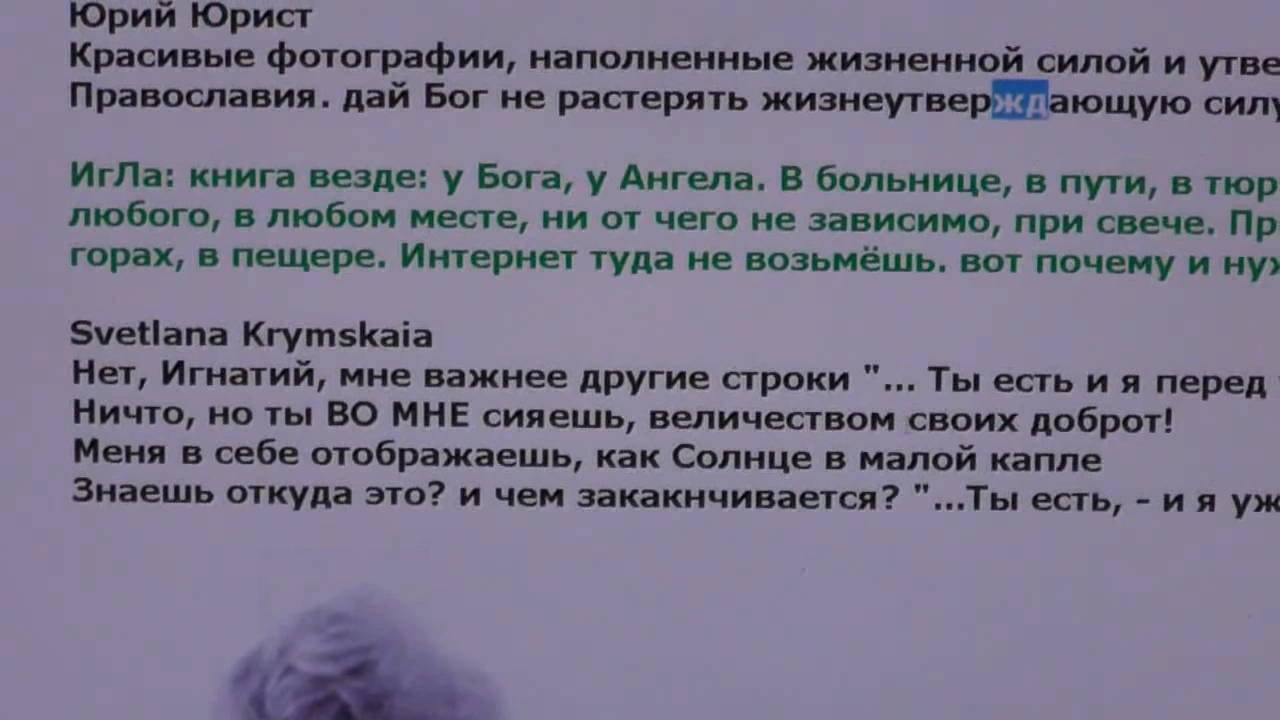 Юрий Юрист
Красивые фотографии, наполненные жизненной силой и утве
Православия. дай Бог не растерять жизнеутверждающую силу
ИгЛа: книга везде: у Бога, у Ангела. В больнице, в пути, в тюр
любого, в любом месте, ни от чего не зависимо, при свече. Пр
горах, в пещере. Интернет туда не возьмёшь. вот почему и нуж
Svetlana Krymskaia
Нет, Игнатий, мне важнее другие строки "... Ты есть и я перед
Ничто, но ты ВО МНЕ сияешь, величеством своих доброт!
Меня в себе отображаешь, как Солнце в малой капле
Знаешь откуда это? и чем закакнчивается? "...Ты есть, - и я уж